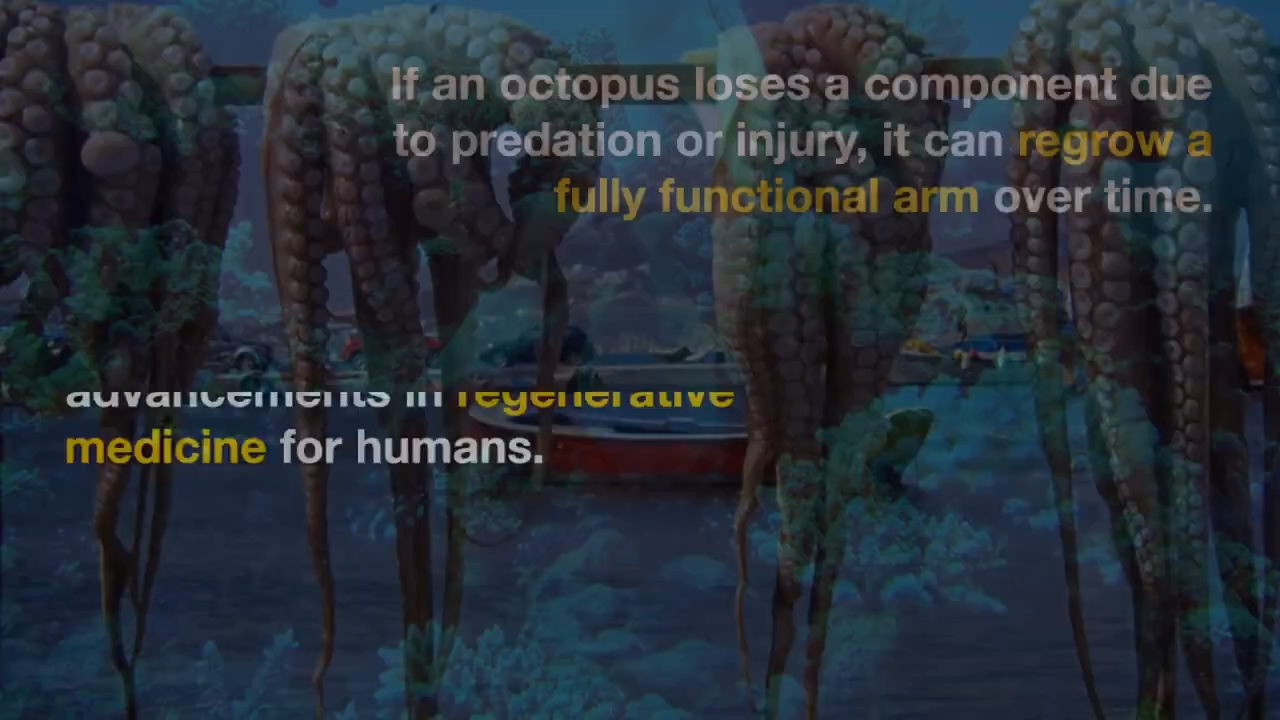 If an octopus loses a component due
to predation or injury, it can regrow a
fully functional arm over time.
advancements in regenerative
medicine for humans.